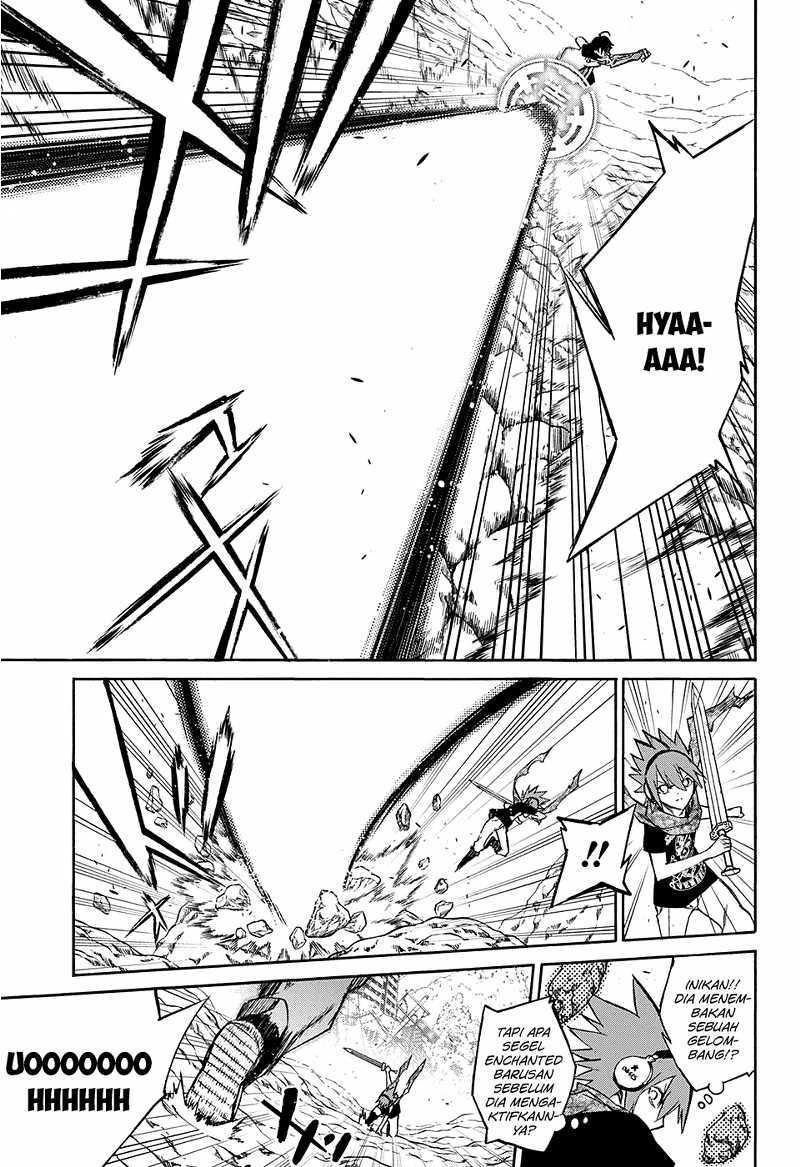 HYAA-
AAA!
!!
INIKAN!!
DIA MENEM-
BAKAN
SEBUAH
GELOM-
BANG!?
TAPI APA
SEGEL
ENCHANTED
BARUSAN
SEBELUM
DIA MENGA-
KTIFKANN-
YA?
UOOOOOOO
HHHHHH